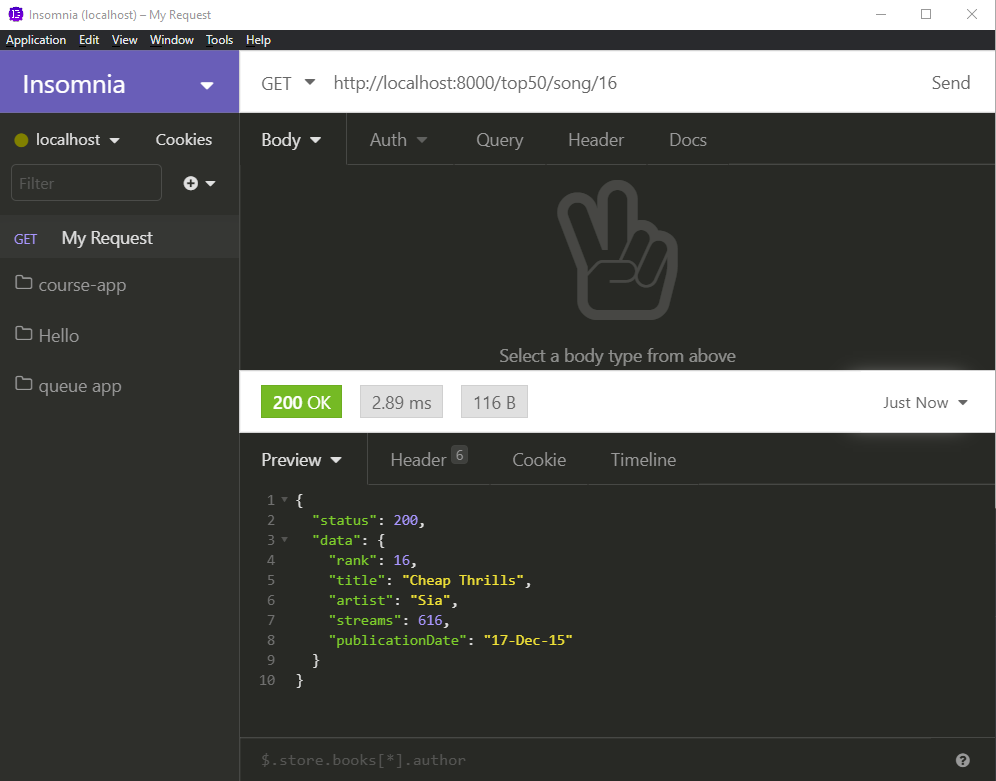 Insomnia (localhost) – My Request
Application Edit View Window Tools Help
Insomnia
GET http://localhost:8000/top50/song/16 Send
localhost Cookies
Body Auth Query Header Docs
Filter
GET My Request
course-app
Hello
queue app
Select a body type from above
200 OK 2.89 ms 116 B Just Now
Preview Header 6 Cookie Timeline
1 {
2 "status": 200,
3 "data": {
4 "rank": 16,
5 "title": "Cheap Thrills",
6 "artist": "Sia",
7 "streams": 616,
8 "publicationDate": "17-Dec-15"
9 }
10 }
$.store.books[*].author